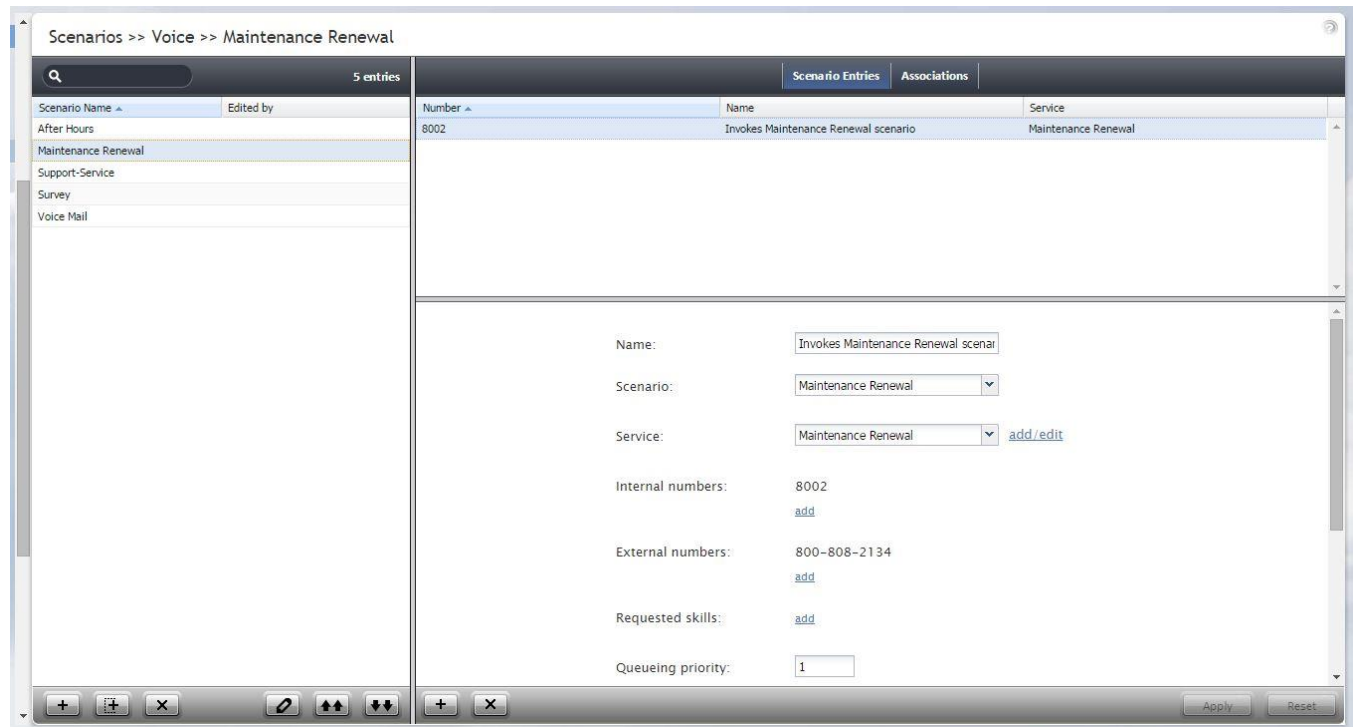 Scenarios >> Voice >> Maintenance Renewal
5 entries
Scenario Entries Associations
Scenario Name Edited by
Number Name Service
After Hours
8002 Invokes Maintenance Renewal scenario Maintenance Renewal
Maintenance Renewal
Support-Service
Survey
Voice Mail
Name: Invokes Maintenance Renewal scenar
Scenario: Maintenance Renewal
Service: Maintenance Renewal add/edit
Internal numbers: 8002
add
External numbers: 800-808-2134
add
Requested skills: add
Queueing priority: 1
Apply Reset